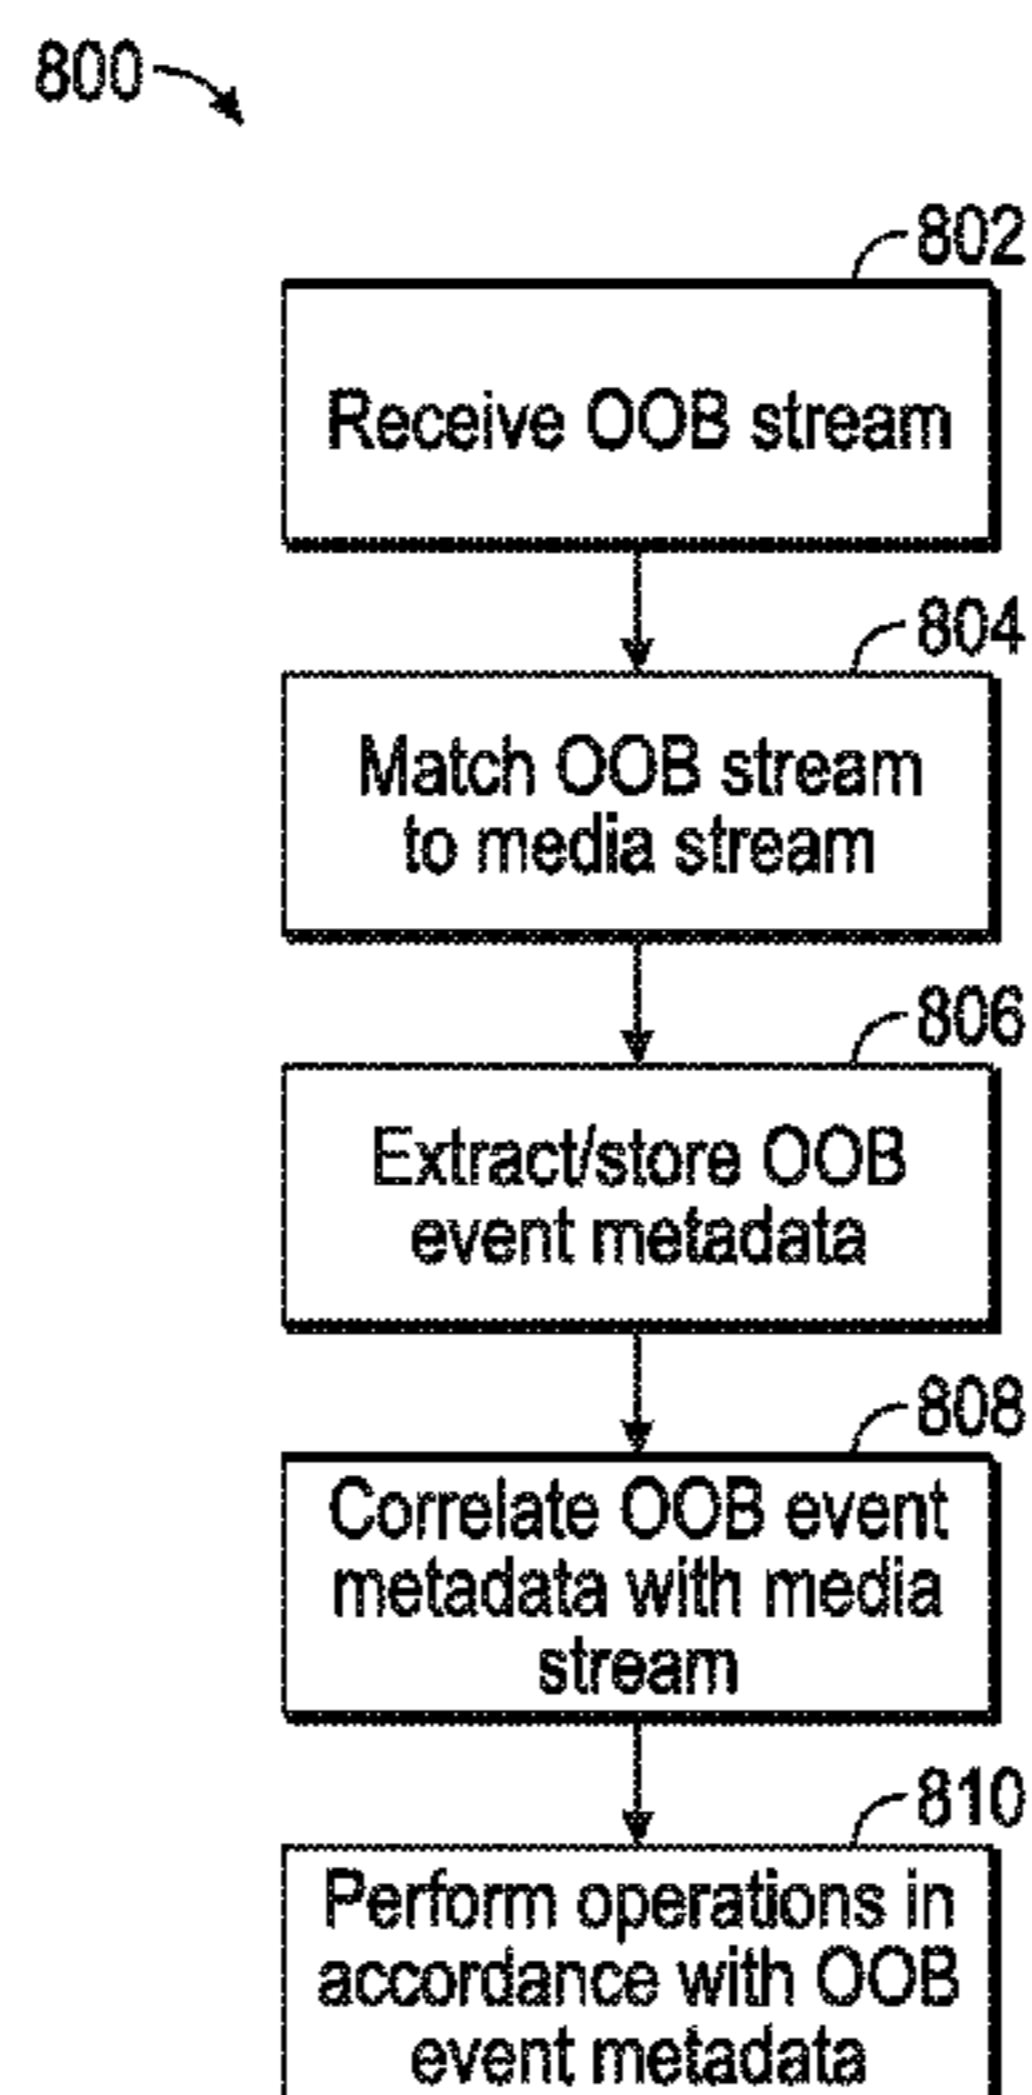 800
802
Receive OOB stream
804
Match OOB stream
to media stream
806
Extract/store OOB
event metadata
808
Correlate OOB event
metadata with media
stream
810
Perform operations in
accordance with OOB
event metadata